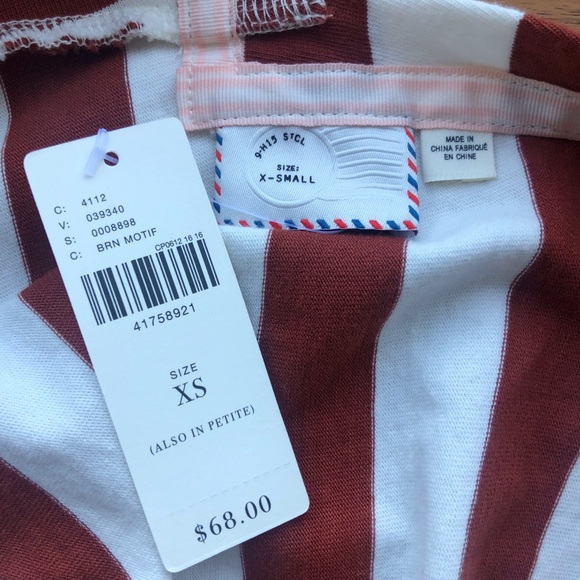 C: 4112
V: 039340
S: 0008898
C: BRN MOTIF
CP0612 16 16
41758921
SIZE
XS
(ALSO IN PETITE)
$68.00
9-H15 STCL
SIZE:
X-SMALL
MADE IN
CHINA FABRIQUÉ
EN CHINE